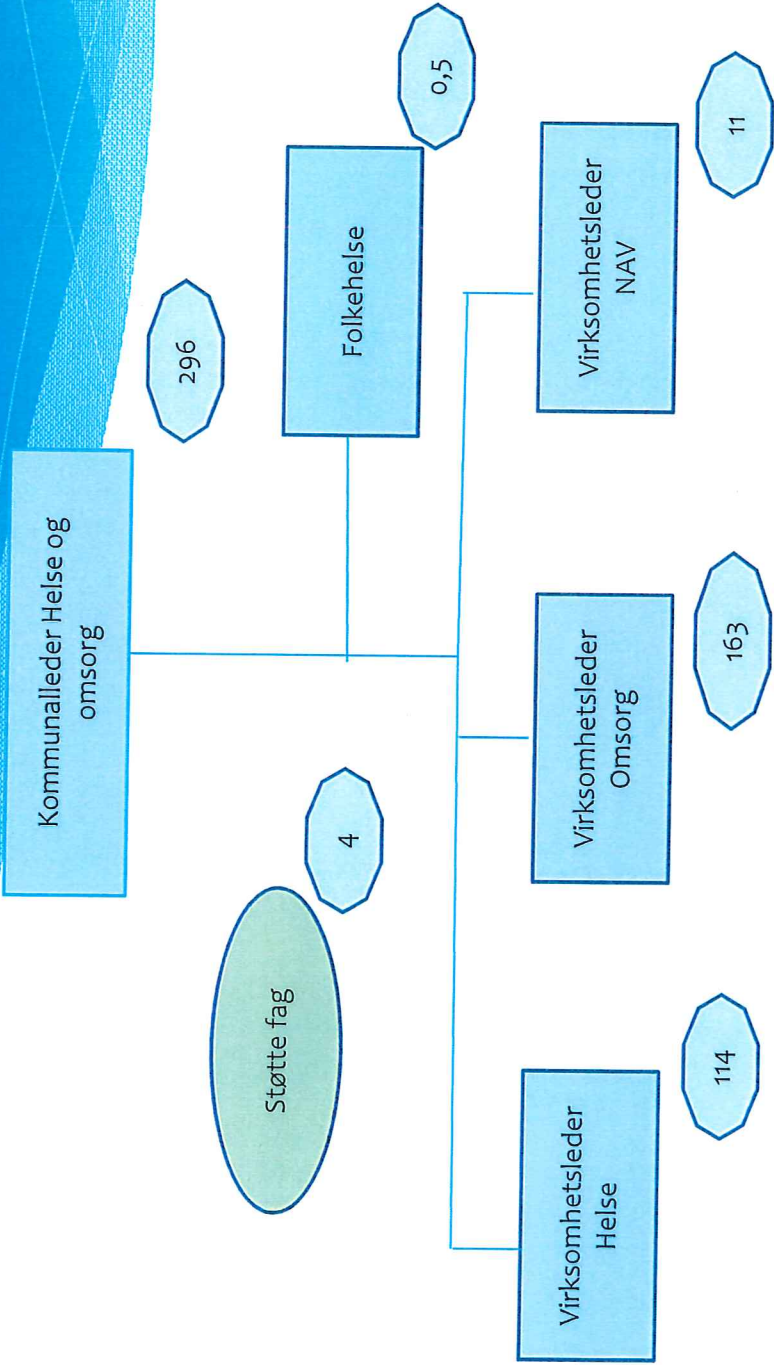 Kommunalleder Helse og
omsorg
296
Støtte fag
4
Folkehelse
0,5
Virksomhetsleder
Helse
114
Virksomhetsleder
Omsorg
163
Virksomhetsleder
NAV
11